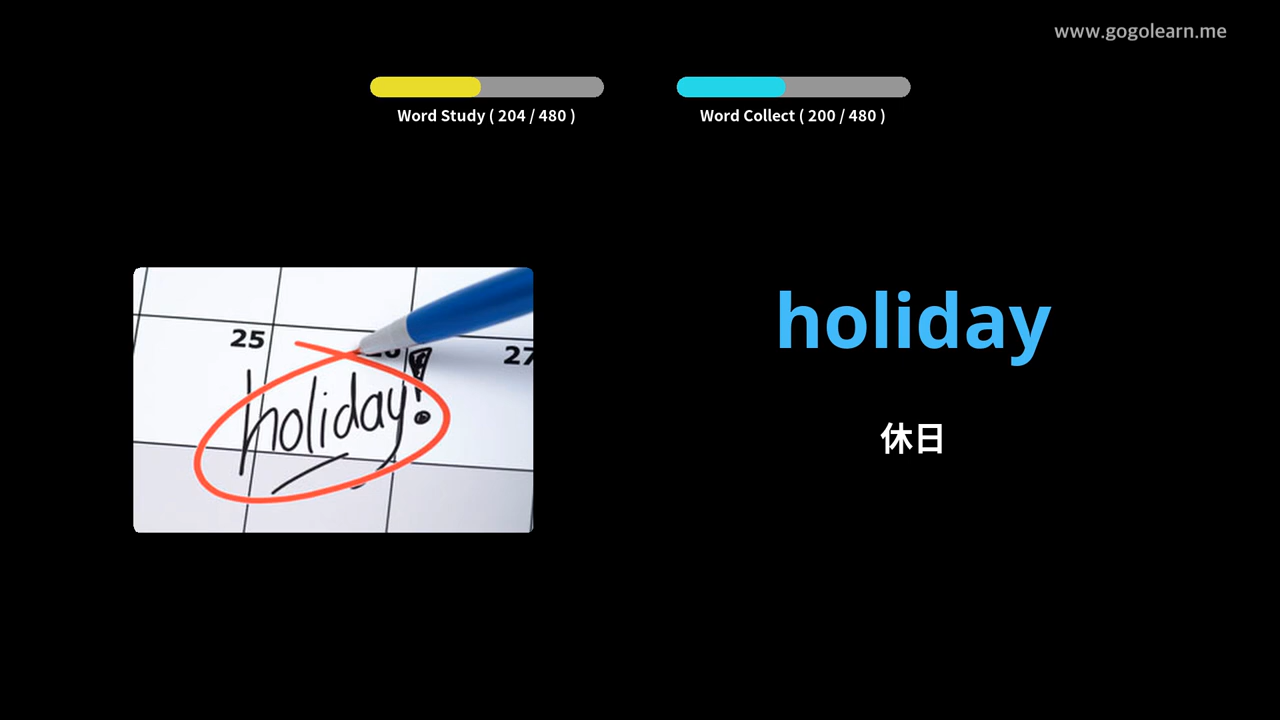 www.gogolearn.me
Word Study ( 204 / 480 )
Word Collect ( 200 / 480 )
25
27
holiday!
holiday
休日